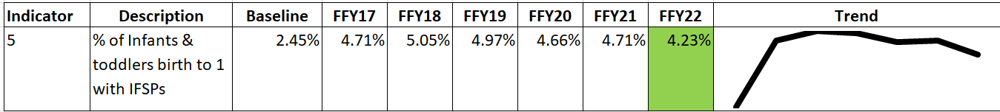 Indicator Description Baseline FFY17 FFY18 FFY19 FFY20 FFY21 FFY22 Trend
5 % of Infants & 2.45% 4.71% 5.05% 4.97% 4.66% 4.71% 4.23%
toddlers birth to 1
with IFSPs